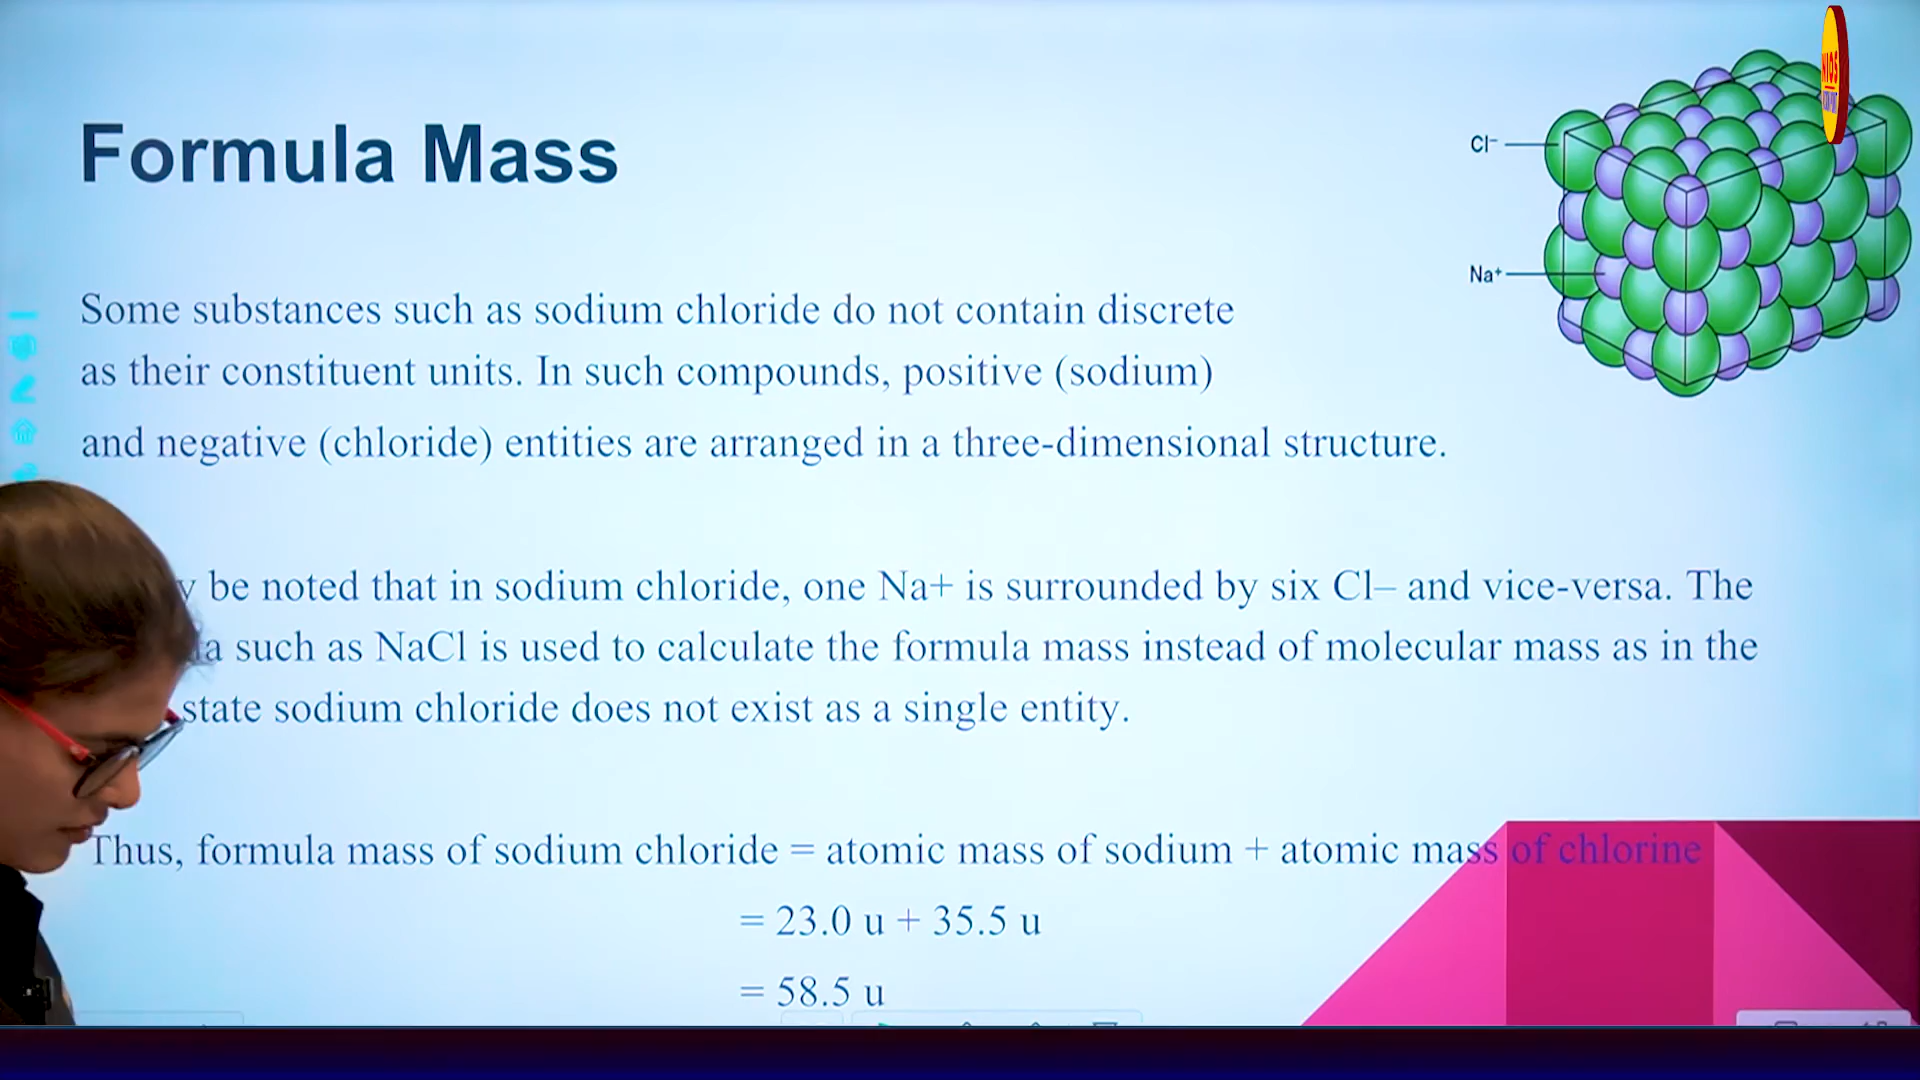 NIOS
Formula Mass
Cl⁻
Na⁺
Some substances such as sodium chloride do not contain discrete
as their constituent units. In such compounds, positive (sodium)
and negative (chloride) entities are arranged in a three-dimensional structure.
be noted that in sodium chloride, one Na+ is surrounded by six Cl– and vice-versa. The
such as NaCl is used to calculate the formula mass instead of molecular mass as in the
state sodium chloride does not exist as a single entity.
Thus, formula mass of sodium chloride = atomic mass of sodium + atomic mass of chlorine
= 23.0 u + 35.5 u
= 58.5 u